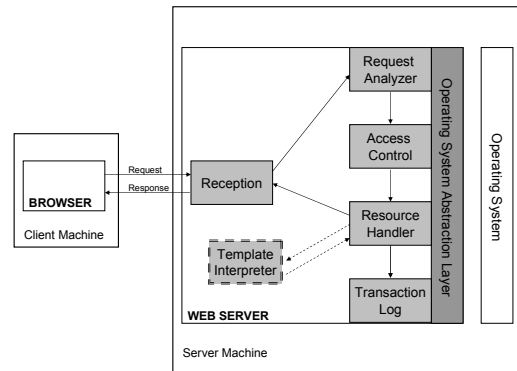 Request
Analyzer
Access
Control
Request
Response
Reception
BROWSER
Client Machine
Resource
Handler
Template
Interpreter
Transaction
Log
WEB SERVER
Server Machine
Operating System Abstraction Layer
Operating System